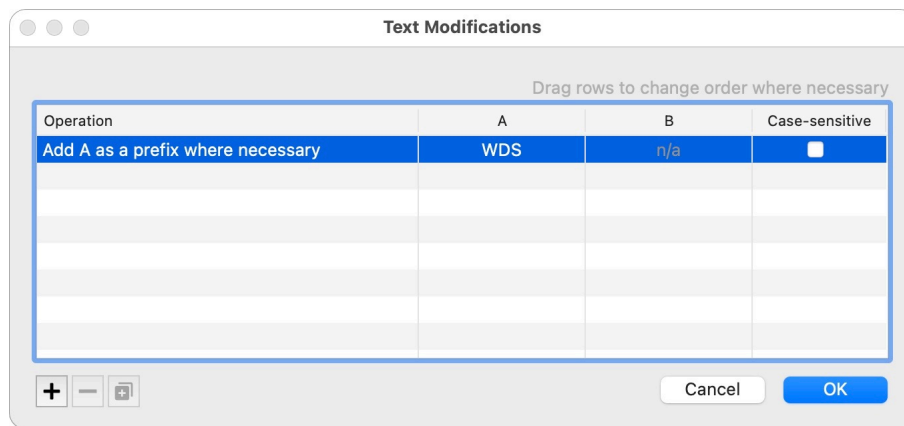 Text Modifications
Drag rows to change order where necessary
Operation A B Case-sensitive
Add A as a prefix where necessary WDS n/a
Cancel OK